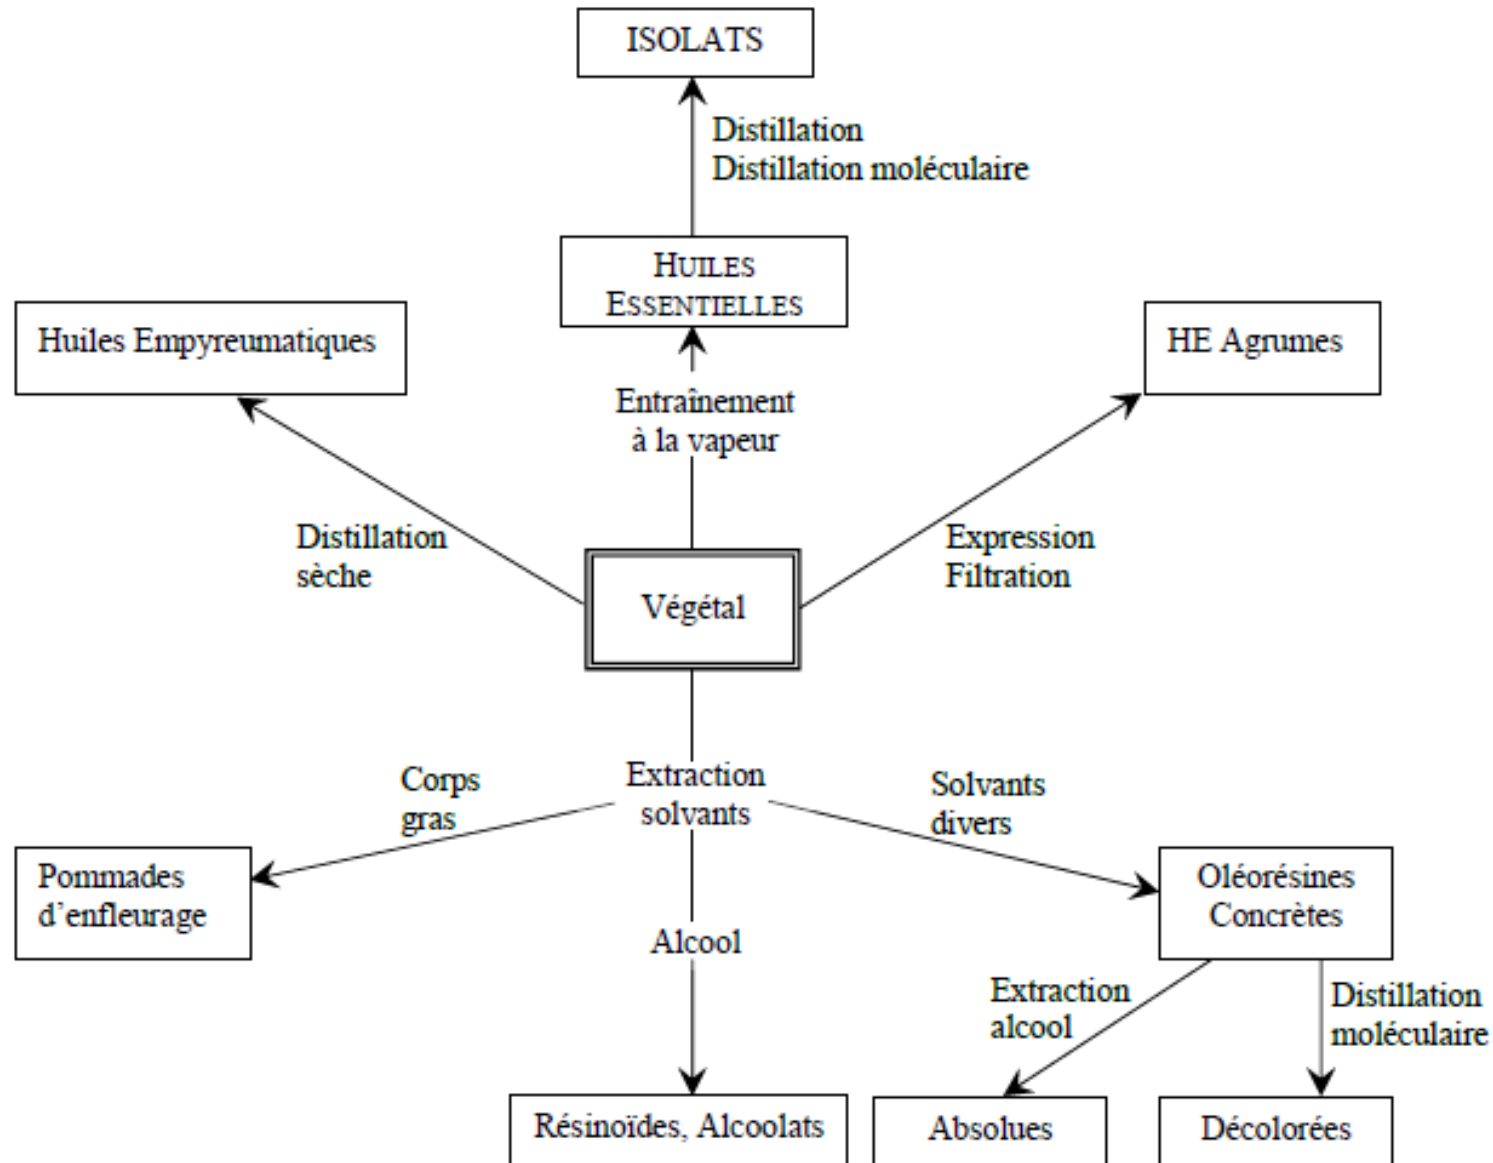 ISOLATS
Distillation
Distillation moléculaire
HUILES
ESSENTIELLES
Huiles Empyreumatiques
HE Agrumes
Entraînement
à la vapeur
Distillation
sèche
Expression
Filtration
Végétal
Corps
gras
Extraction
solvants
Solvants
divers
Pommades
d'enfleurage
Oléorésines
Concrètes
Alcool
Extraction
alcool
Distillation
moléculaire
Résinoïdes, Alcoolats
Absolues
Décolorées